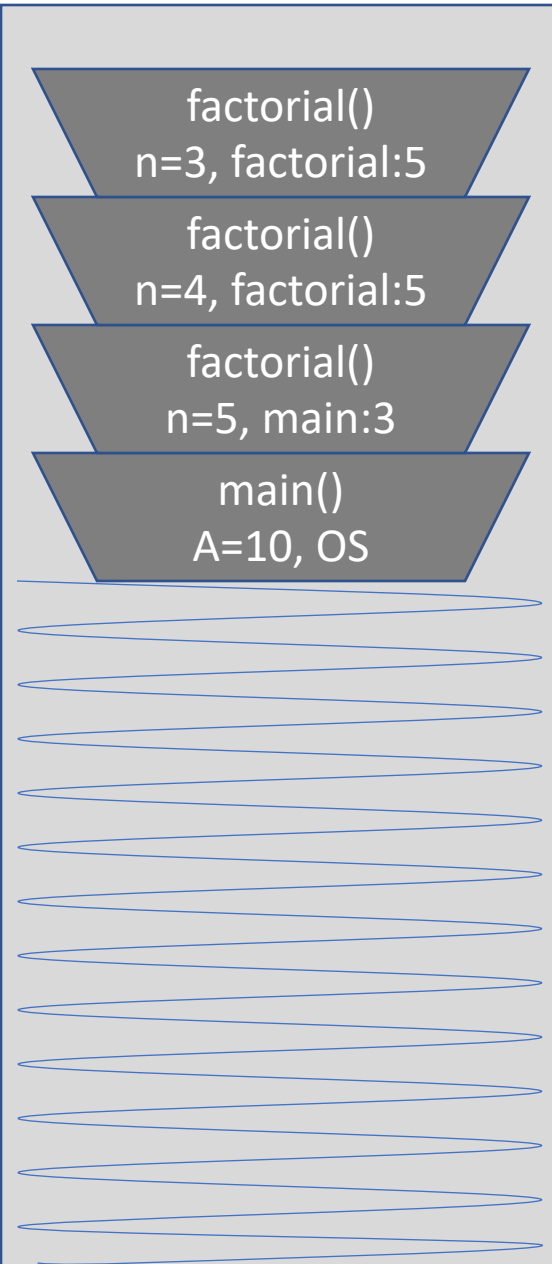 factorial()
n=3, factorial:5
factorial()
n=4, factorial:5
factorial()
n=5, main:3
main()
A=10, OS